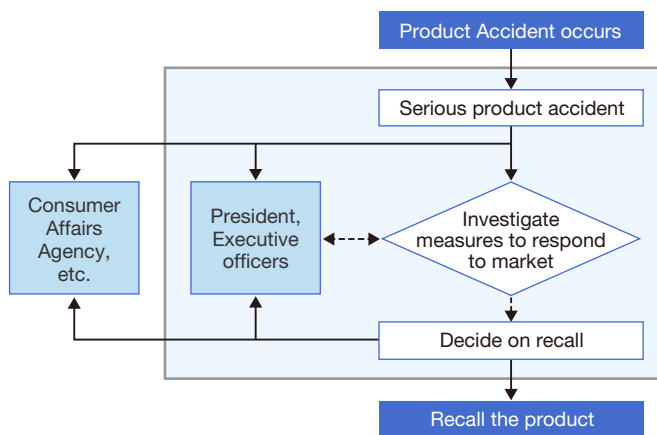 Product Accident occurs
Serious product accident
Consumer
Affairs
Agency,
etc.
President,
Executive
officers
Investigate
measures to respond
to market
Decide on recall
Recall the product